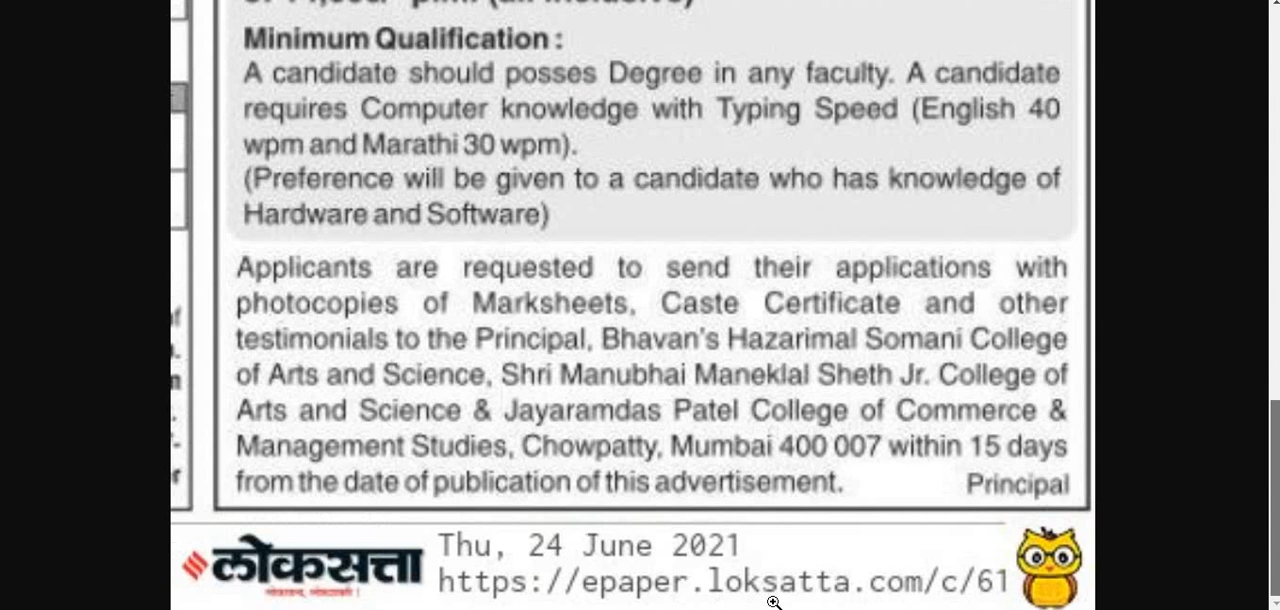 Minimum Qualification :
A candidate should posses Degree in any faculty. A candidate
requires Computer knowledge with Typing Speed (English 40
wpm and Marathi 30 wpm).
(Preference will be given to a candidate who has knowledge of
Hardware and Software)
Applicants are requested to send their applications with
photocopies of Marksheets, Caste Certificate and other
testimonials to the Principal, Bhavan's Hazarimal Somani College
of Arts and Science, Shri Manubhai Maneklal Sheth Jr. College of
Arts and Science & Jayaramdas Patel College of Commerce &
Management Studies, Chowpatty, Mumbai 400 007 within 15 days
from the date of publication of this advertisement. Principal
लोकसत्ता
Thu, 24 June 2021
https://epaper.loksatta.com/c/61